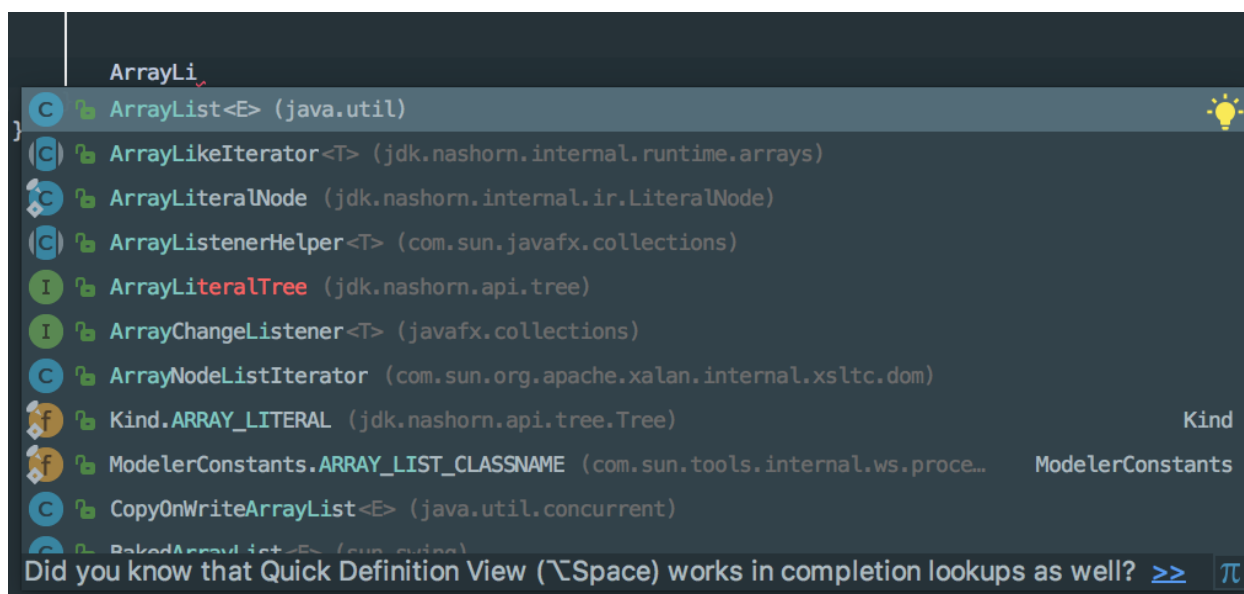 ArrayLi
ArrayList<E> (java.util)
}
ArrayLikeIterator<T> (jdk.nashorn.internal.runtime.arrays)
ArrayLiteralNode (jdk.nashorn.internal.ir.LiteralNode)
ArrayListenerHelper<T> (com.sun.javafx.collections)
ArrayLiteralTree (jdk.nashorn.api.tree)
ArrayChangeListener<T> (javafx.collections)
ArrayNodeListIterator (com.sun.org.apache.xalan.internal.xsltc.dom)
Kind.ARRAY_LITERAL (jdk.nashorn.api.tree.Tree) Kind
ModelerConstants.ARRAY_LIST_CLASSNAME (com.sun.tools.internal.ws.proce… ModelerConstants
CopyOnWriteArrayList<E> (java.util.concurrent)
BakedArrayList<E> (sun.swing)
Did you know that Quick Definition View (⌥Space) works in completion lookups as well? >> π